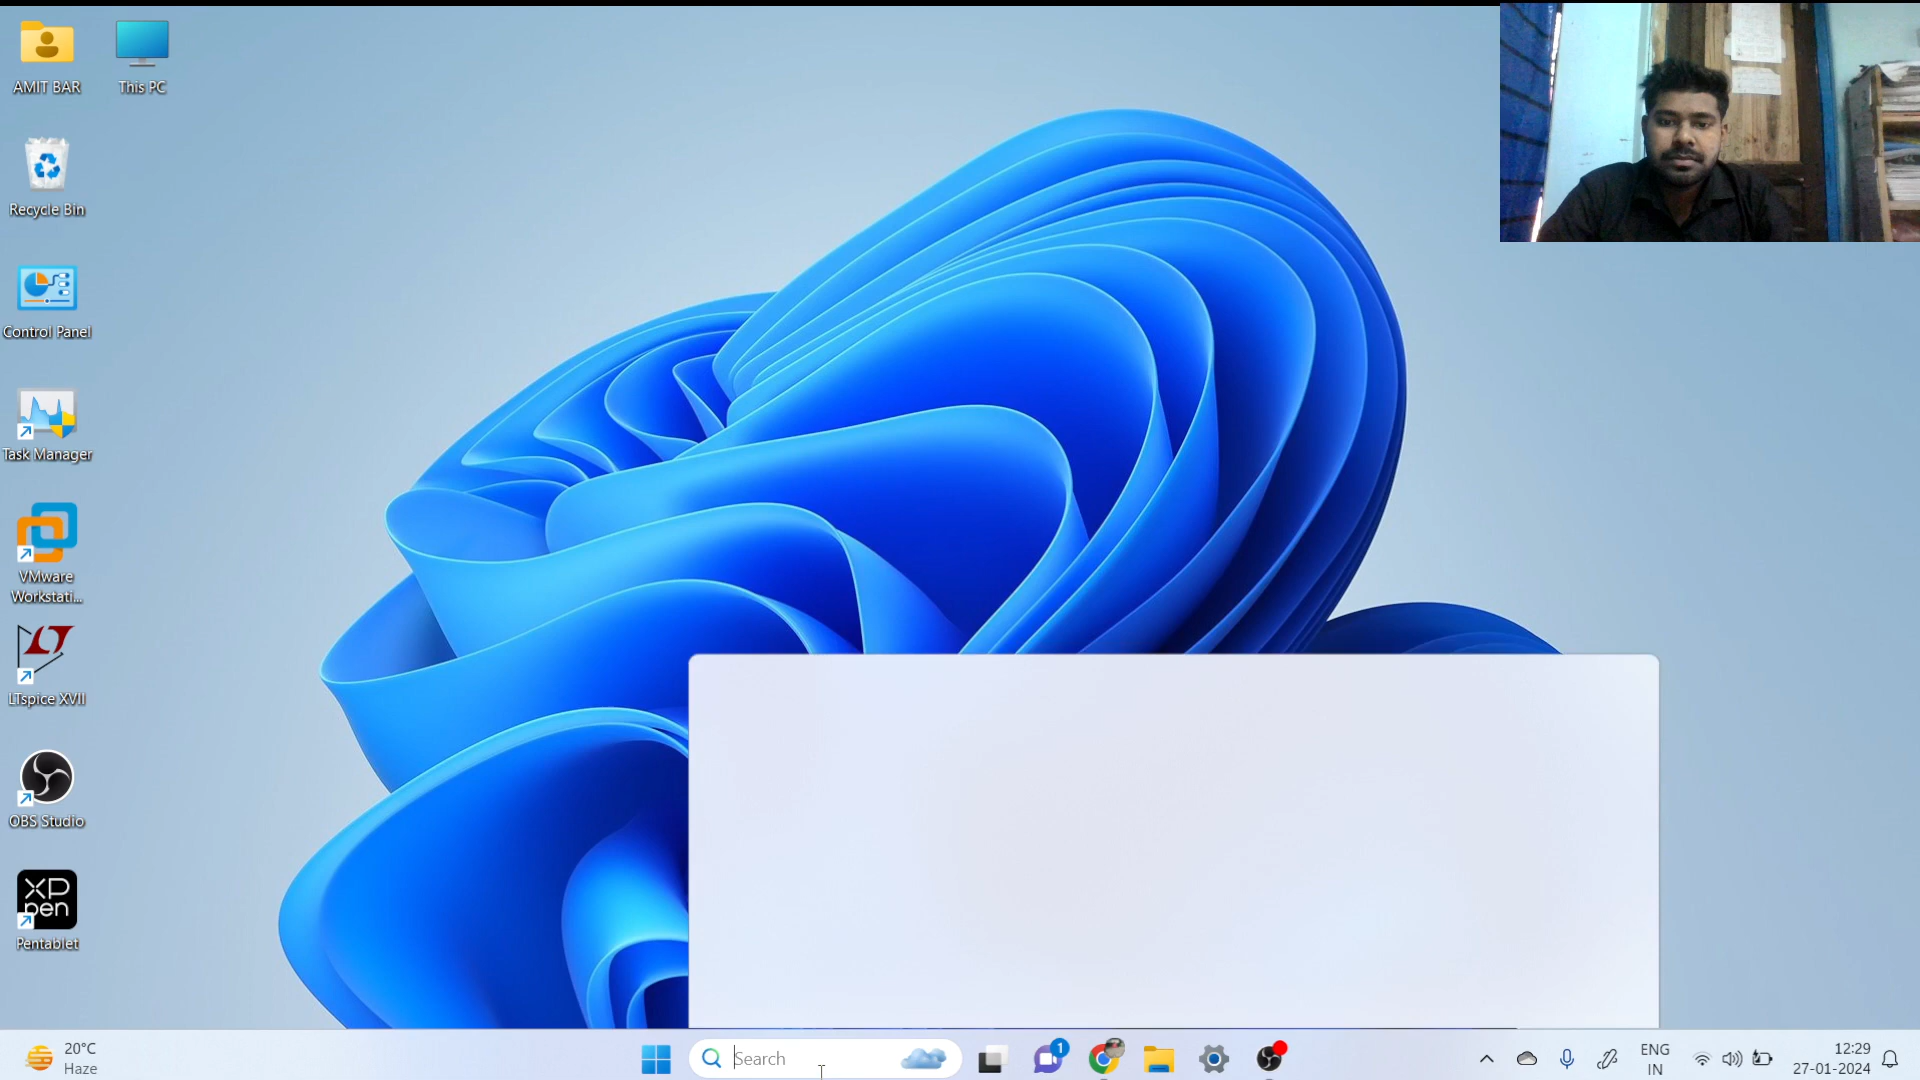 AMIT BAR
This PC
Recycle Bin
Control Panel
Task Manager
VMware
Workstati...
LTspice XVII
OBS Studio
XP
pen
Pentablet
20°C
Haze
Search
1
ENG
IN
12:29
27-01-2024